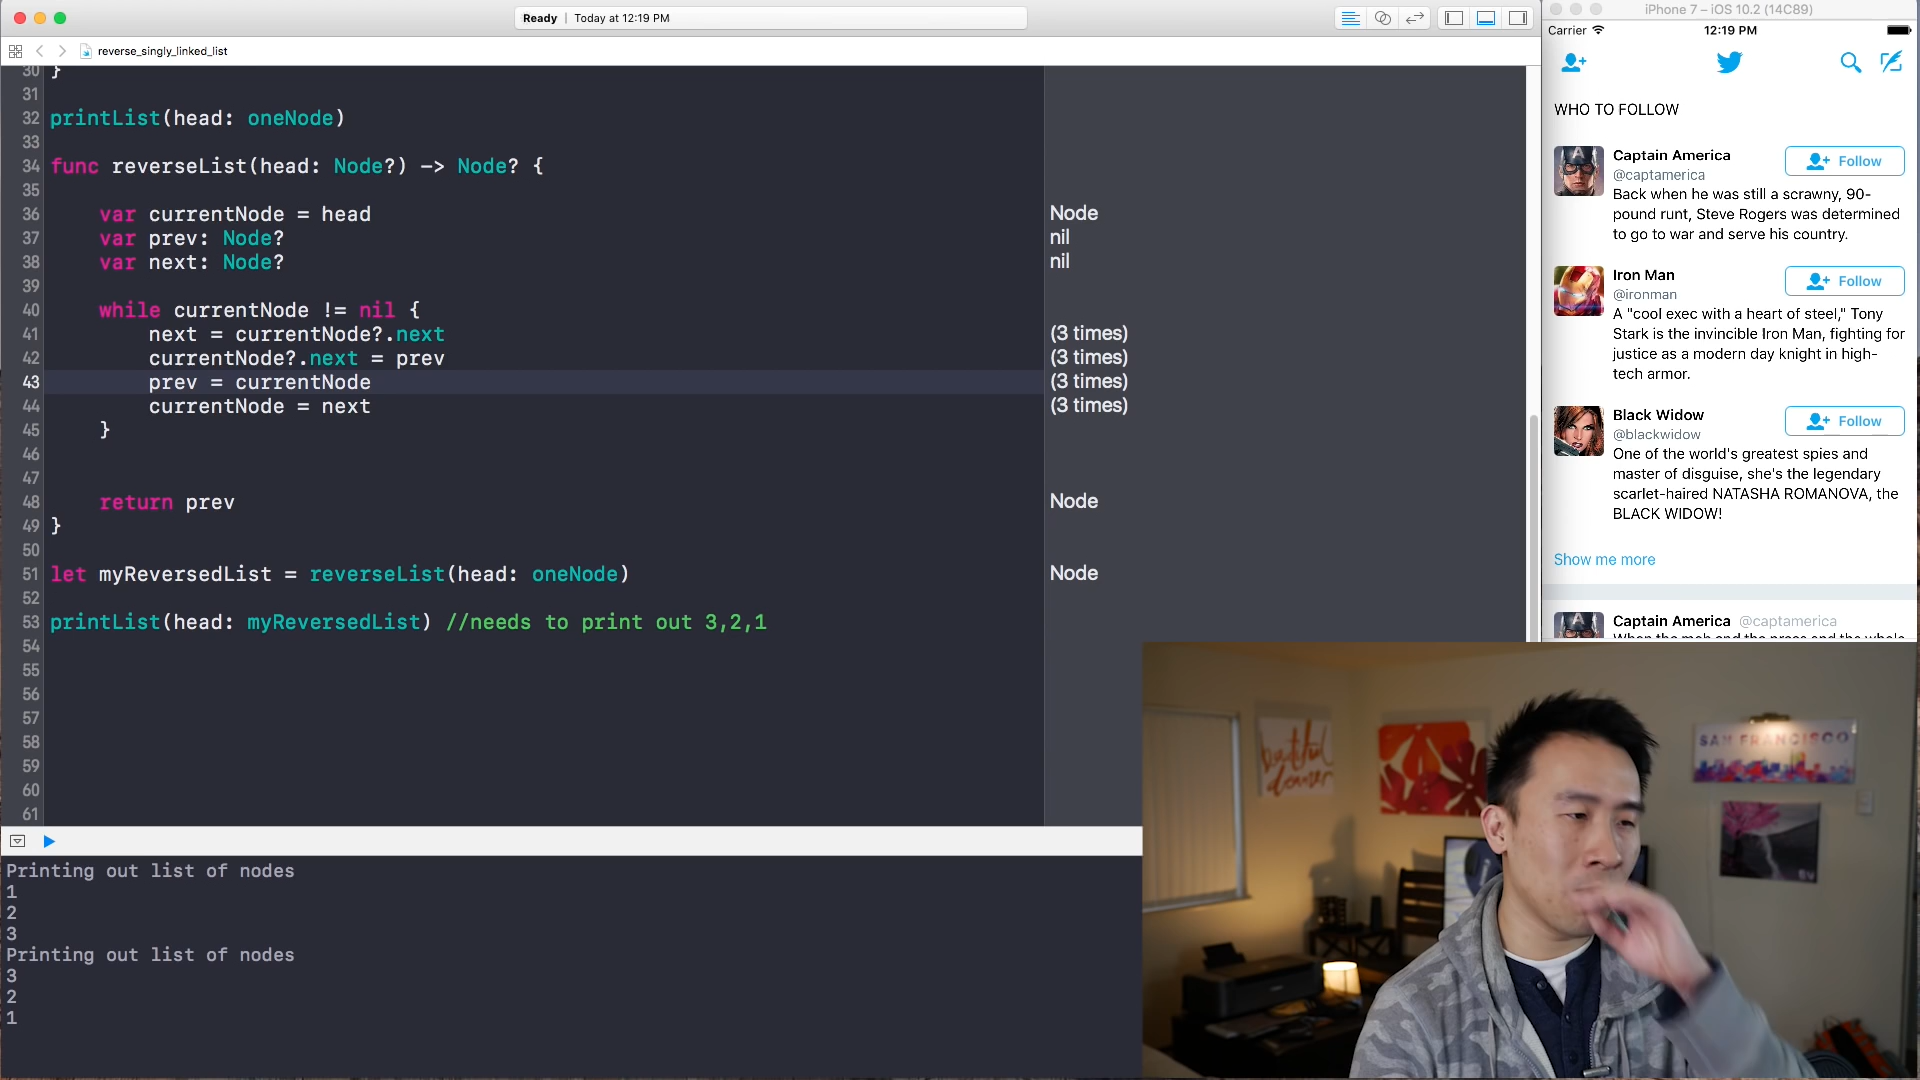 Ready | Today at 12:19 PM
reverse_singly_linked_list
30 }
31
32 printList(head: oneNode)
33
34 func reverseList(head: Node?) -> Node? {
35
36 var currentNode = head
37 var prev: Node?
38 var next: Node?
39
40 while currentNode != nil {
41 next = currentNode?.next
42 currentNode?.next = prev
43 prev = currentNode
44 currentNode = next
45 }
46
47
48 return prev
49 }
50
51 let myReversedList = reverseList(head: oneNode)
52
53 printList(head: myReversedList) //needs to print out 3,2,1
54
55
56
57
58
59
60
61
Node
nil
nil
(3 times)
(3 times)
(3 times)
(3 times)
Node
Node
Printing out list of nodes
1
2
3
Printing out list of nodes
3
2
1
iPhone 7 – iOS 10.2 (14C89)
Carrier 12:19 PM
WHO TO FOLLOW
Captain America
@captamerica
Follow
Back when he was still a scrawny, 90-
pound runt, Steve Rogers was determined
to go to war and serve his country.
Iron Man
@ironman
Follow
A "cool exec with a heart of steel," Tony
Stark is the invincible Iron Man, fighting for
justice as a modern day knight in high-
tech armor.
Black Widow
@blackwidow
Follow
One of the world's greatest spies and
master of disguise, she's the legendary
scarlet-haired NATASHA ROMANOVA, the
BLACK WIDOW!
Show me more
Captain America @captamerica
beautiful
dreamer
SAN FRANCISCO